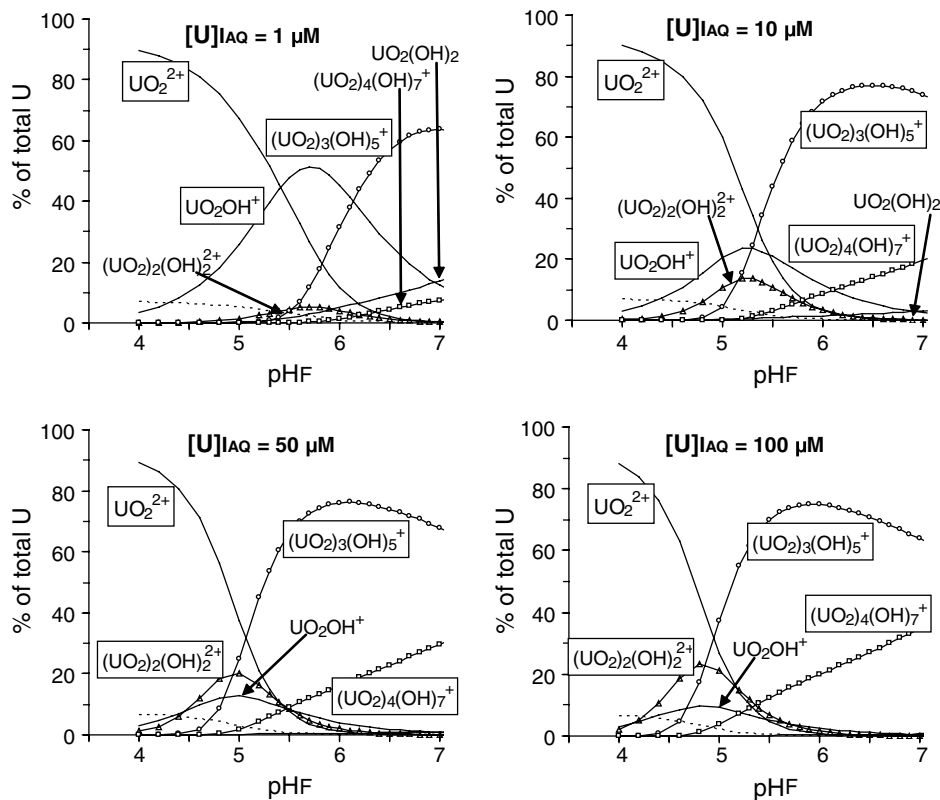 [U]IAQ = 1 µM
% of total U
100
80
60
40
20
0
UO₂²⁺
UO₂(OH)₂
(UO₂)₄(OH)₇⁺
(UO₂)₃(OH)₅⁺
UO₂OH⁺
(UO₂)₂(OH)₂²⁺
4 5 6 7
pHF
[U]IAQ = 10 µM
% of total U
100
80
60
40
20
0
UO₂²⁺
(UO₂)₃(OH)₅⁺
(UO₂)₂(OH)₂²⁺
UO₂(OH)₂
UO₂OH⁺
(UO₂)₄(OH)₇⁺
4 5 6 7
pHF
[U]IAQ = 50 µM
% of total U
100
80
60
40
20
0
UO₂²⁺
(UO₂)₃(OH)₅⁺
UO₂OH⁺
(UO₂)₂(OH)₂²⁺
(UO₂)₄(OH)₇⁺
4 5 6 7
pHF
[U]IAQ = 100 µM
% of total U
100
80
60
40
20
0
UO₂²⁺
(UO₂)₃(OH)₅⁺
(UO₂)₄(OH)₇⁺
UO₂OH⁺
(UO₂)₂(OH)₂²⁺
4 5 6 7
pHF